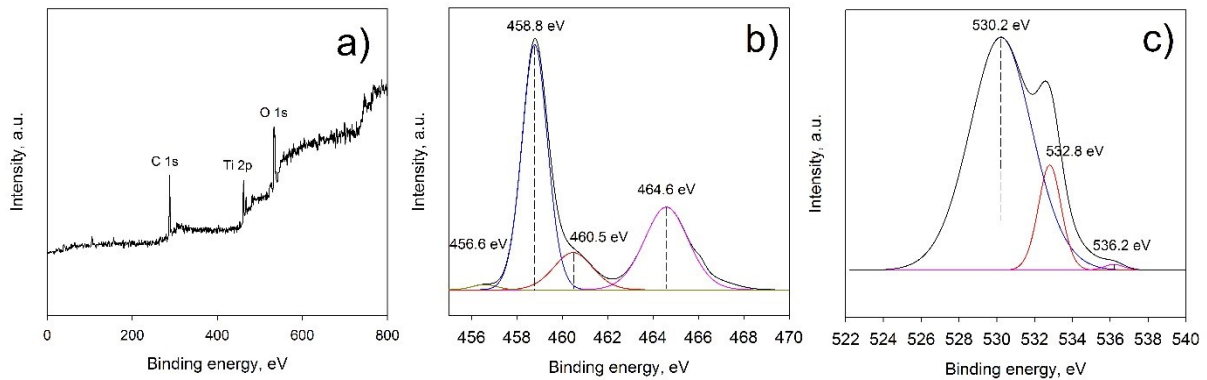 a)
O 1s
C 1s
Ti 2p
Intensity, a.u.
0 200 400 600 800
Binding energy, eV
b)
458.8 eV
464.6 eV
460.5 eV
456.6 eV
Intensity, a.u.
456 458 460 462 464 466 468 470
Binding energy, eV
c)
530.2 eV
532.8 eV
536.2 eV
Intensity, a.u.
522 524 526 528 530 532 534 536 538 540
Binding energy, eV